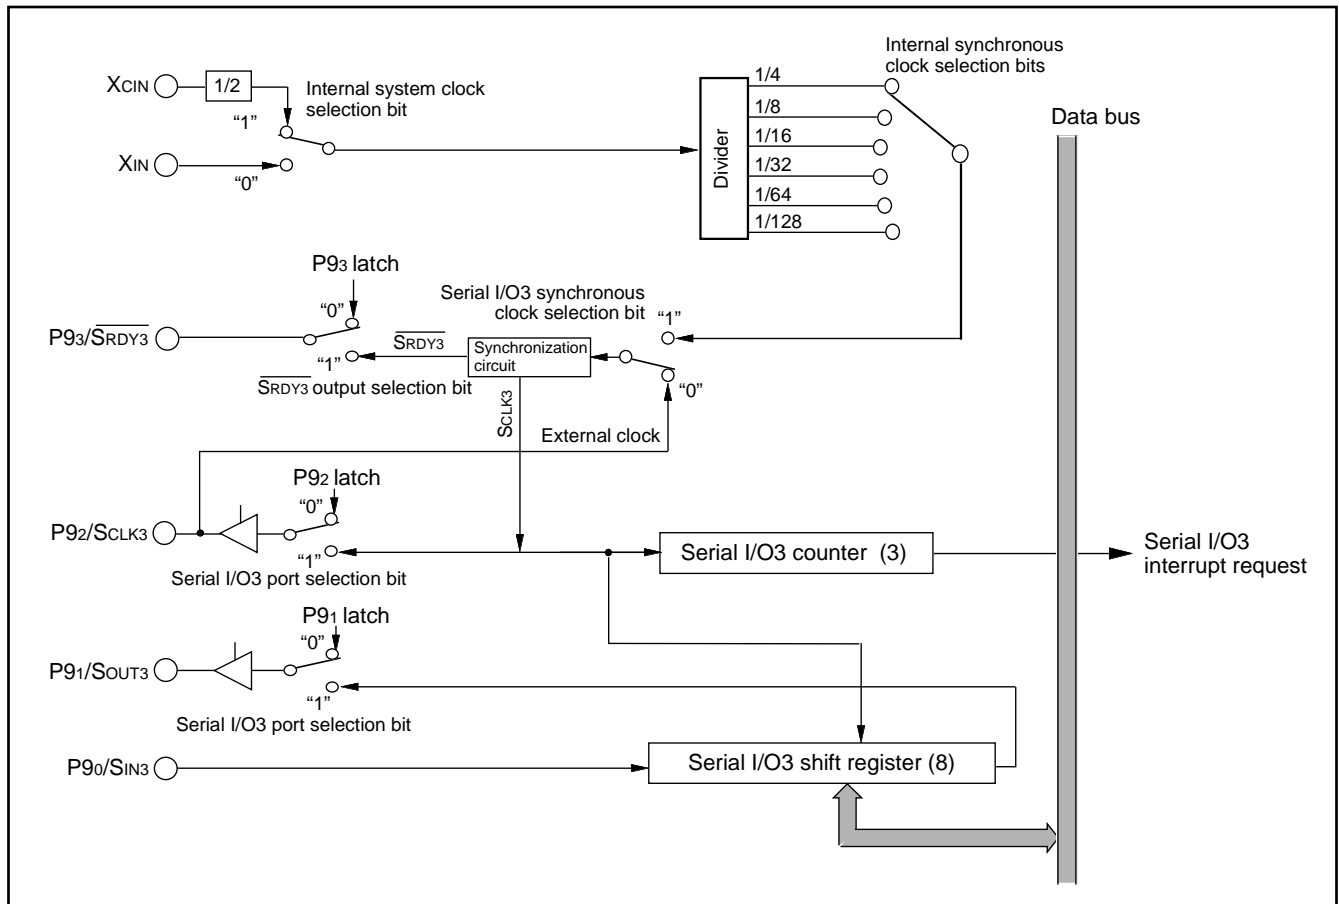 XCIN
1/2
Internal system clock
selection bit
“1”
XIN
“0”
Divider
1/4
1/8
1/16
1/32
1/64
1/128
Internal synchronous
clock selection bits
Data bus
P93 latch
“0”
P93/SRDY3
“1”
SRDY3
SRDY3 output selection bit
Serial I/O3 synchronous
clock selection bit
“1”
Synchronization
circuit
“0”
SCLK3
External clock
P92 latch
“0”
P92/SCLK3
“1”
Serial I/O3 port selection bit
Serial I/O3 counter (3)
Serial I/O3
interrupt request
P91 latch
“0”
P91/SOUT3
“1”
Serial I/O3 port selection bit
P90/SIN3
Serial I/O3 shift register (8)